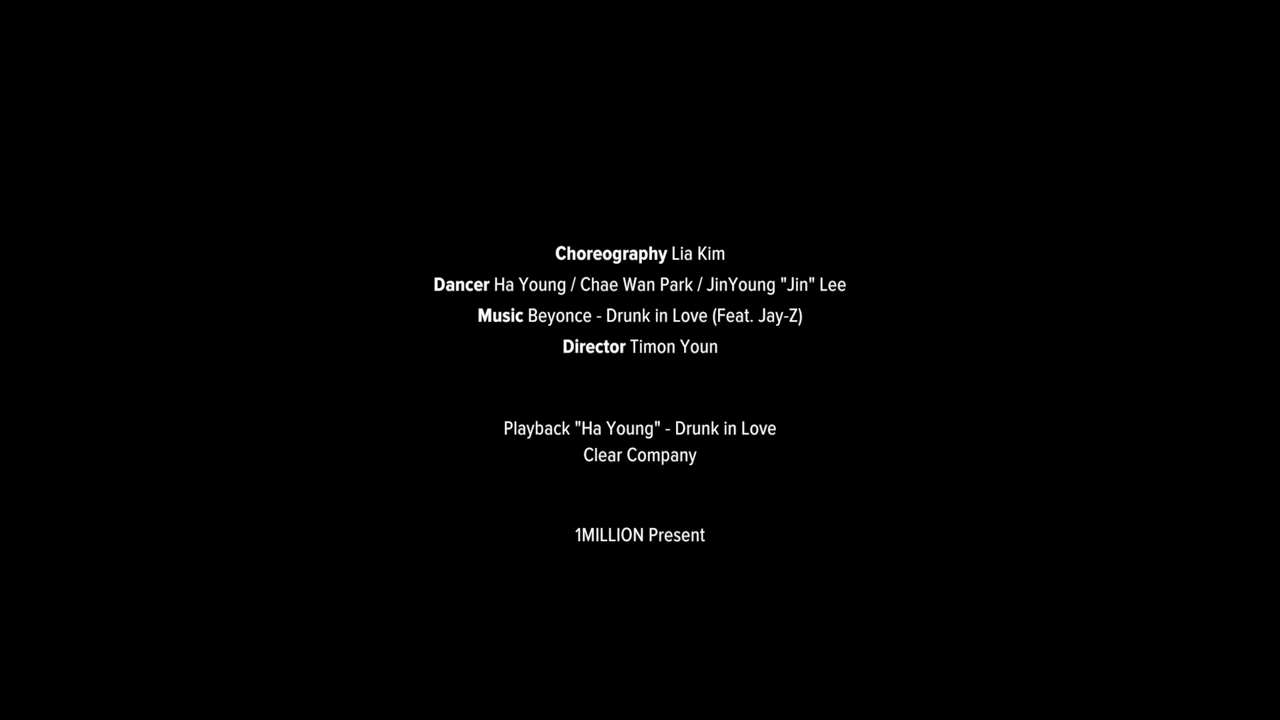 Choreography Lia Kim
Dancer Ha Young / Chae Wan Park / JinYoung "Jin" Lee
Music Beyonce - Drunk in Love (Feat. Jay-Z)
Director Timon Youn
Playback "Ha Young" - Drunk in Love
Clear Company
1MILLION Present